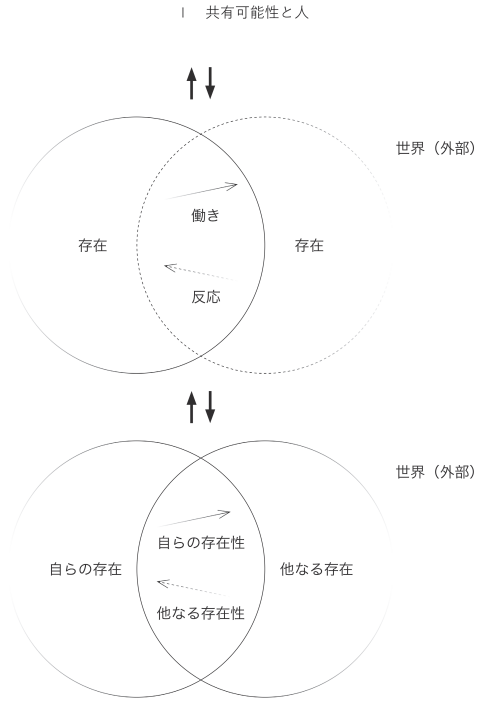 I 共有可能性と人
世界（外部）
働き
存在
存在
反応
世界（外部）
自らの存在性
自らの存在
他なる存在
他なる存在性